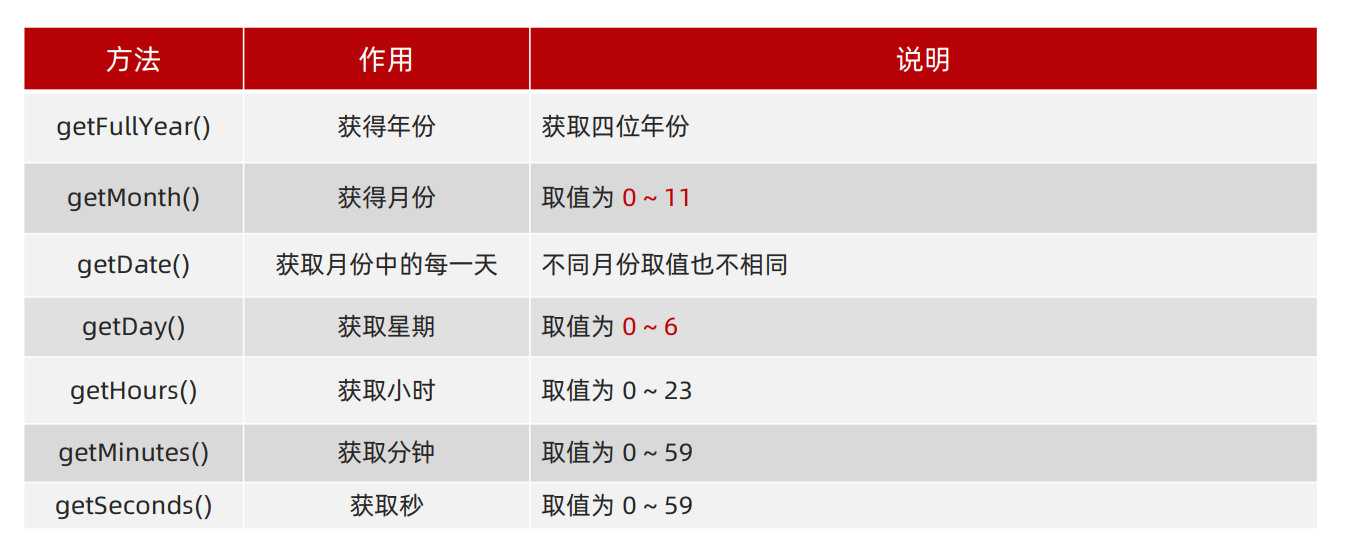 方法 作用 说明
getFullYear() 获得年份 获取四位年份
getMonth() 获得月份 取值为 0 ~ 11
getDate() 获取月份中的每一天 不同月份取值也不相同
getDay() 获取星期 取值为 0 ~ 6
getHours() 获取小时 取值为 0 ~ 23
getMinutes() 获取分钟 取值为 0 ~ 59
getSeconds() 获取秒 取值为 0 ~ 59